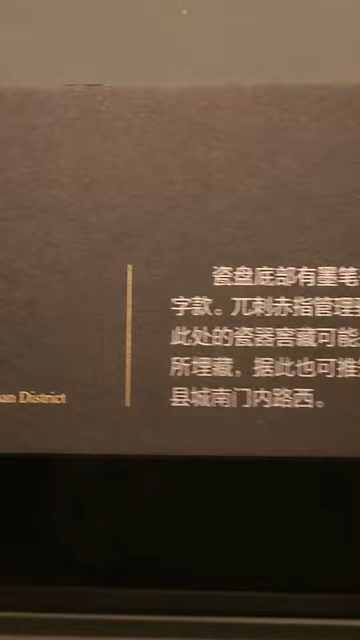 瓷盘底部有墨笔
字款。兀刺赤指管理
此处的瓷器窖藏可能
所埋藏，据此也可推
县城南门内路西。
an District